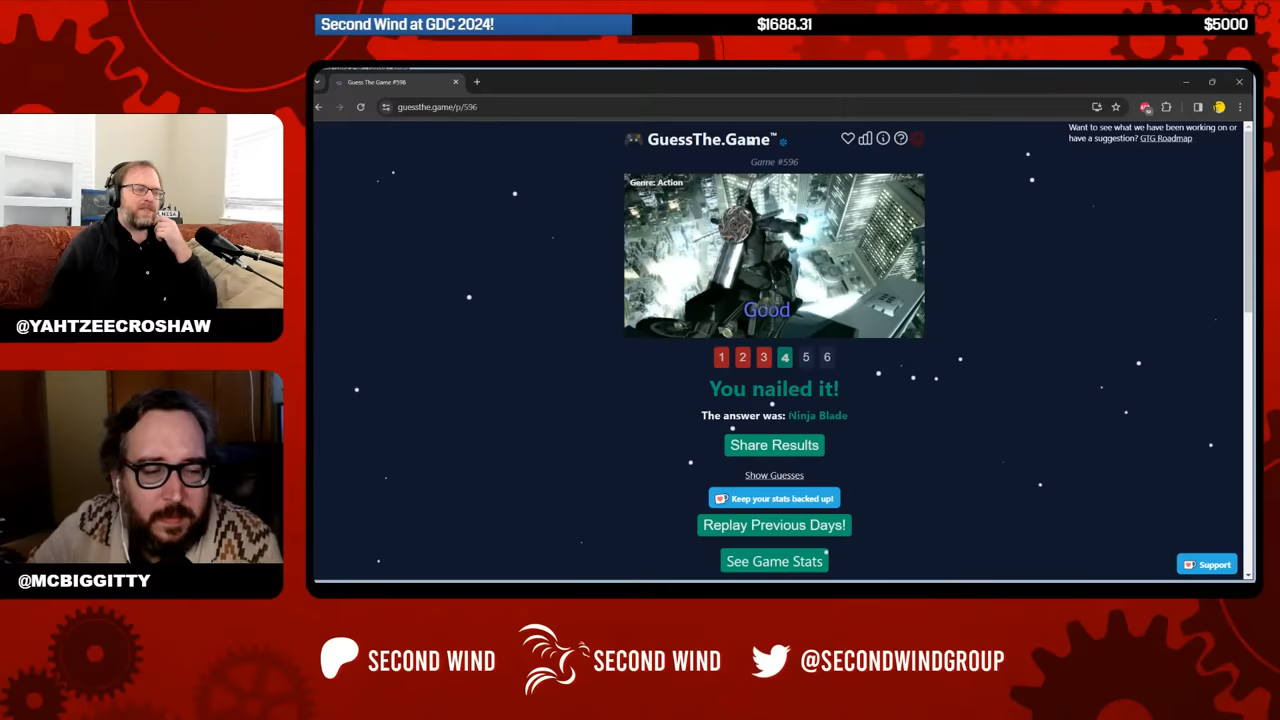 Second Wind at GDC 2024!
$1688.31
$5000
Guess The Game #596
guessthe.game/p/596
Want to see what we have been working on or
have a suggestion? GTG Roadmap
GuessThe.Game™
Game #596
Genre: Action
Good
1 2 3 4 5 6
You nailed it!
The answer was: Ninja Blade
Share Results
Show Guesses
Keep your stats backed up!
Replay Previous Days!
See Game Stats
Support
@YAHTZEECROSHAW
@MCBIGGITTY
SECOND WIND
SECOND WIND
@SECONDWINDGROUP